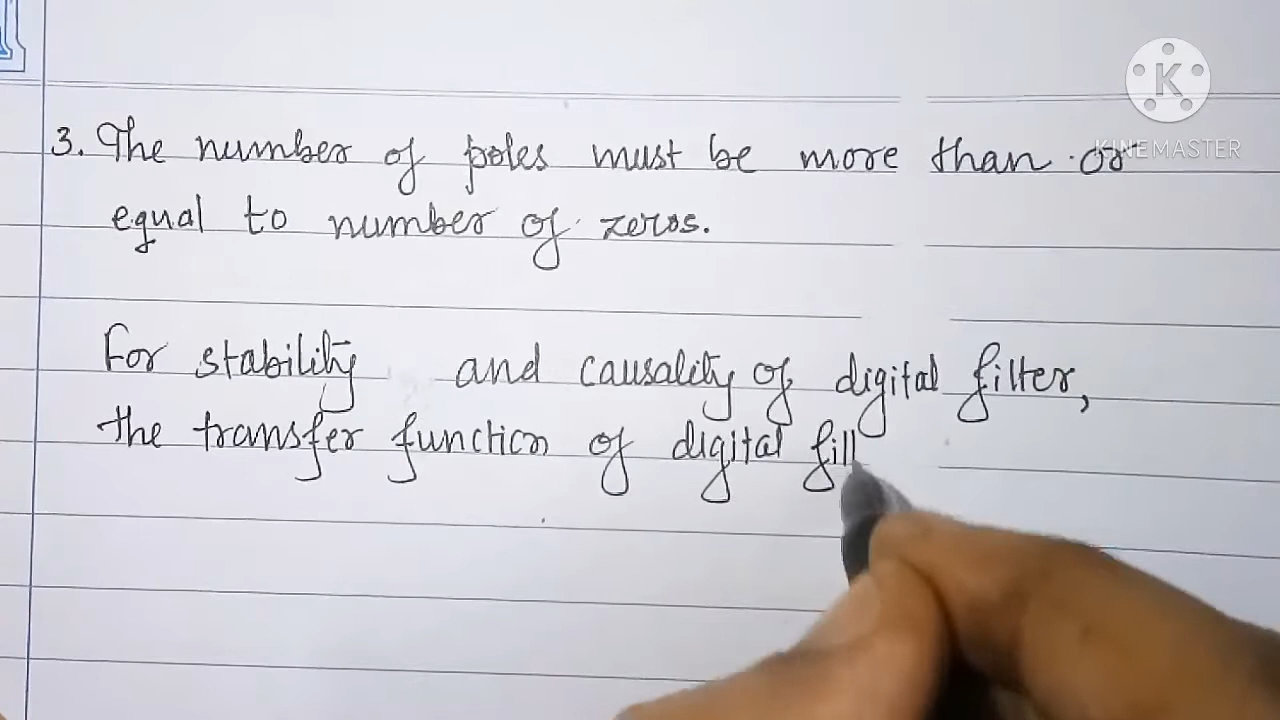 3. The number of poles must be more than or
equal to number of zeros.
For stability and causality of digital filter,
the transfer function of digital fil
K
KINEMASTER